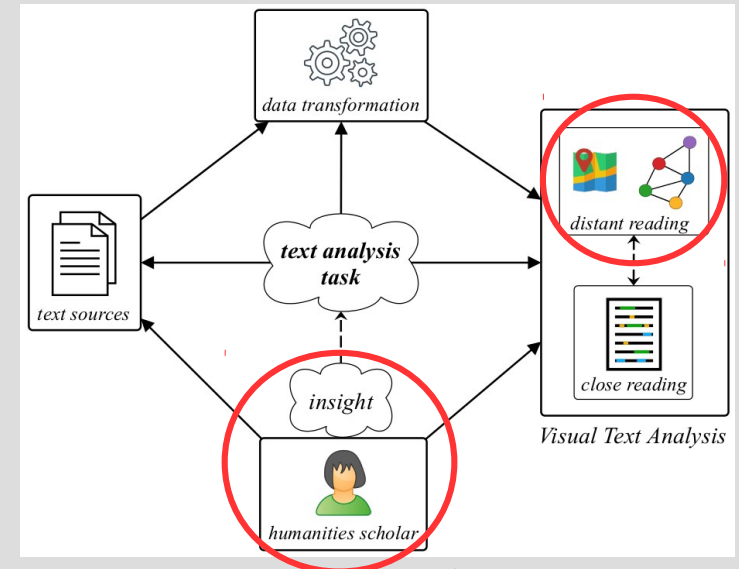 data transformation
distant reading
text analysis
task
text sources
close reading
insight
Visual Text Analysis
humanities scholar